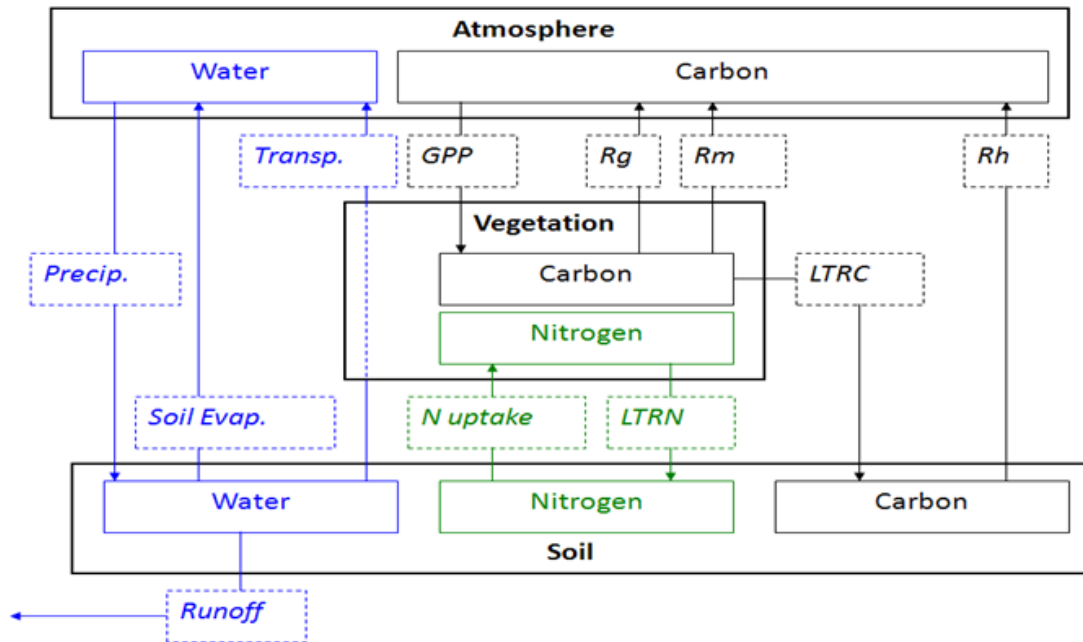 Atmosphere
Water
Carbon
Transp.
GPP
Rg
Rm
Rh
Vegetation
Precip.
Carbon
LTRC
Nitrogen
Soil Evap.
N uptake
LTRN
Water
Nitrogen
Carbon
Soil
Runoff